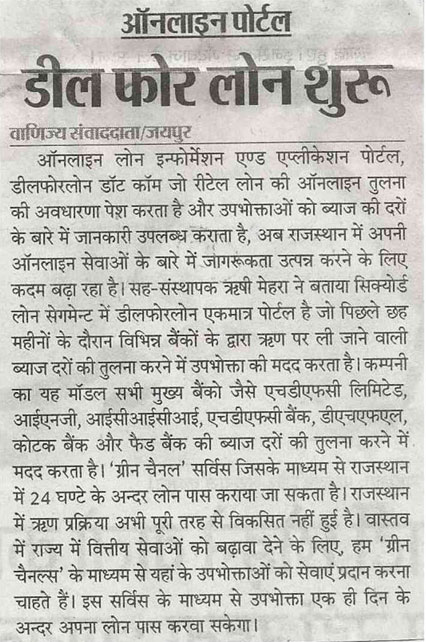 ऑनलाइन पोर्टल
डील फोर लोन शुरू
वाणिज्य संवाददाता/जयपुर
ऑनलाइन लोन इन्फोर्मेशन एण्ड एप्लीकेशन पोर्टल,
डीलफोरलोन डॉट कॉम जो रीटेल लोन की ऑनलाइन तुलना
की अवधारणा पेश करता है और उपभोक्ताओं को ब्याज की दरों
के बारे में जानकारी उपलब्ध कराता है, अब राजस्थान में अपनी
ऑनलाइन सेवाओं के बारे में जागरूकता उत्पन्न करने के लिए
कदम बढ़ा रहा है। सह-संस्थापक ऋषी मेहरा ने बताया सिक्योर्ड
लोन सेगमेन्ट में डीलफोरलोन एकमात्र पोर्टल है जो पिछले छह
महीनों के दौरान विभिन्न बैंकों के द्वारा ऋण पर ली जाने वाली
ब्याज दरों की तुलना करने में उपभोक्ता की मदद करता है। कम्पनी
का यह मॉडल सभी मुख्य बैंको जैसे एचडीएफसी लिमिटेड,
आईएनजी, आईसीआईसीआई, एचडीएफसी बैंक, डीएचएफएल,
कोटक बैंक और फैड बैंक की ब्याज दरों की तुलना करने में
मदद करता है। 'ग्रीन चैनल' सर्विस जिसके माध्यम से राजस्थान
में 24 घण्टे के अन्दर लोन पास कराया जा सकता है। राजस्थान
में ऋण प्रक्रिया अभी पूरी तरह से विकसित नहीं हुई है। वास्तव
में राज्य में वित्तीय सेवाओं को बढ़ावा देने के लिए, हम 'ग्रीन
चैनल्स' के माध्यम से यहां के उपभोक्ताओं को सेवाएं प्रदान करना
चाहते हैं। इस सर्विस के माध्यम से उपभोक्ता एक ही दिन के
अन्दर अपना लोन पास करवा सकेगा।